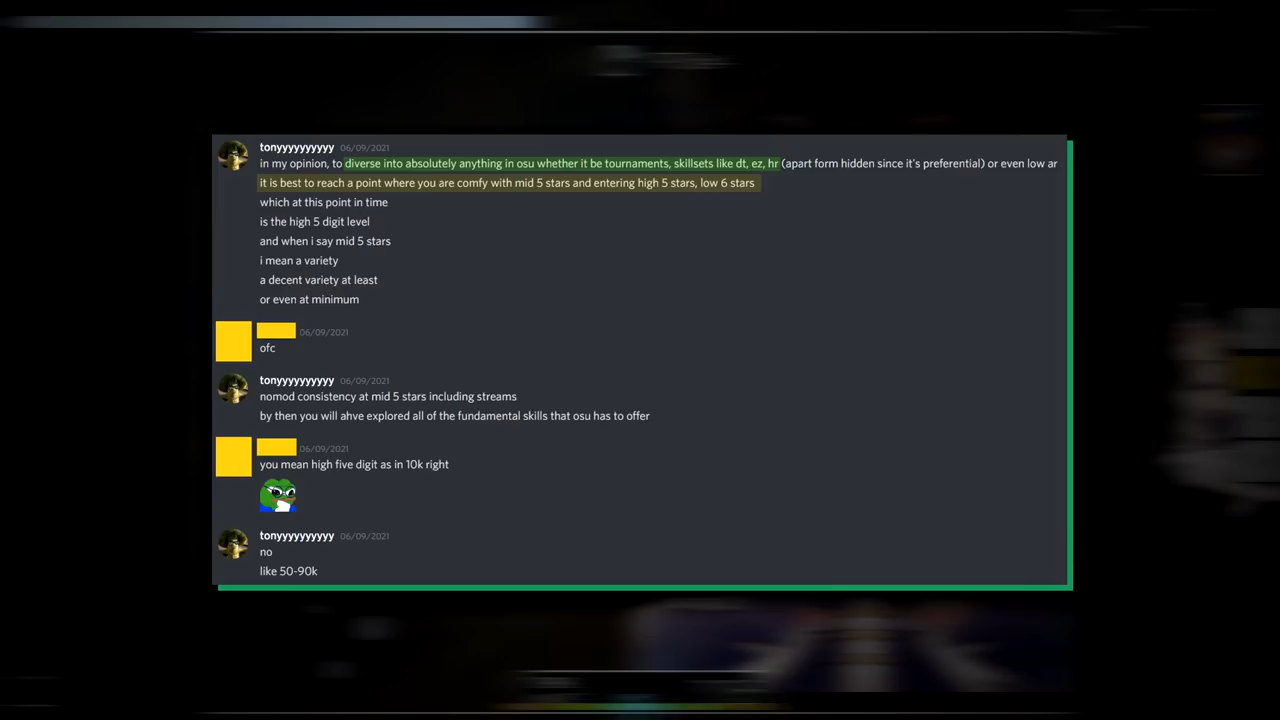 tonyyyyyyyyyy 06/09/2021
in my opinion, to diverse into absolutely anything in osu whether it be tournaments, skillsets like dt, ez, hr (apart form hidden since it's preferential) or even low ar
it is best to reach a point where you are comfy with mid 5 stars and entering high 5 stars, low 6 stars
which at this point in time
is the high 5 digit level
and when i say mid 5 stars
i mean a variety
a decent variety at least
or even at minimum
06/09/2021
ofc
tonyyyyyyyyyy 06/09/2021
nomod consistency at mid 5 stars including streams
by then you will ahve explored all of the fundamental skills that osu has to offer
06/09/2021
you mean high five digit as in 10k right
tonyyyyyyyyyy 06/09/2021
no
like 50-90k